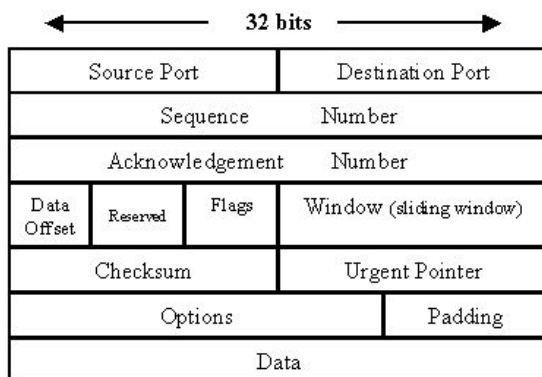 32 bits
Source Port Destination Port
Sequence Number
Acknowledgement Number
Data Offset Reserved Flags Window (sliding window)
Checksum Urgent Pointer
Options Padding
Data